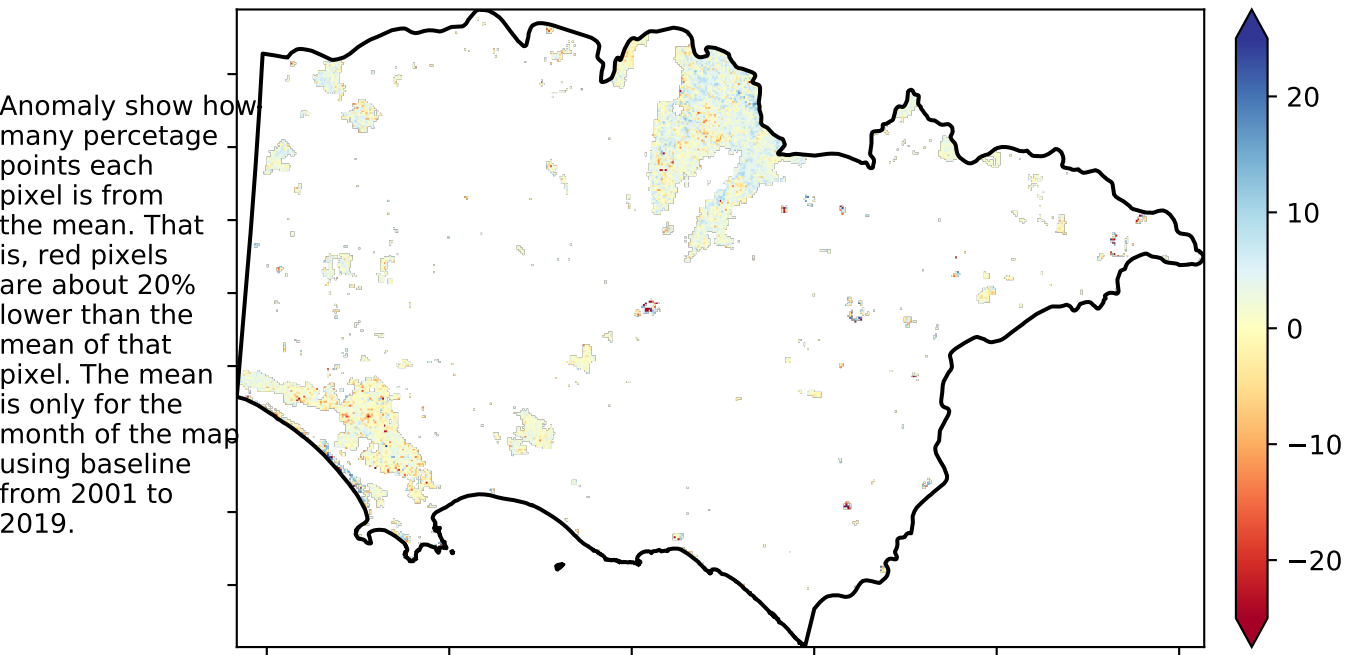 Anomaly show how
many percetage
points each
pixel is from
the mean. That
is, red pixels
are about 20%
lower than the
mean of that
pixel. The mean
is only for the
month of the map
using baseline
from 2001 to
2019.
20
10
0
−10
−20